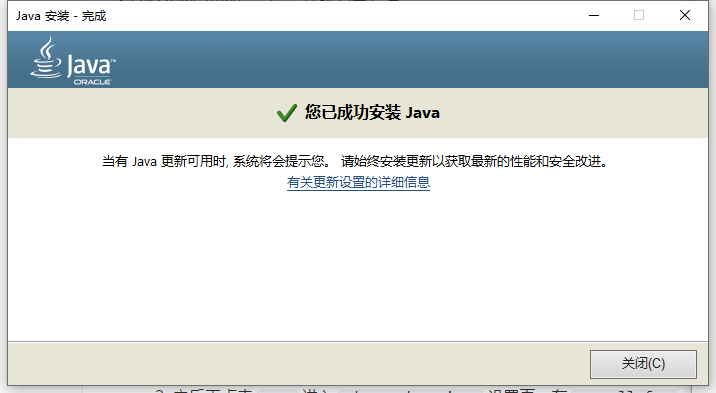 Java 安装 - 完成
Java™
ORACLE
您已成功安装 Java
当有 Java 更新可用时, 系统将会提示您。 请始终安装更新以获取最新的性能和安全改进。
有关更新设置的详细信息
关闭(C)